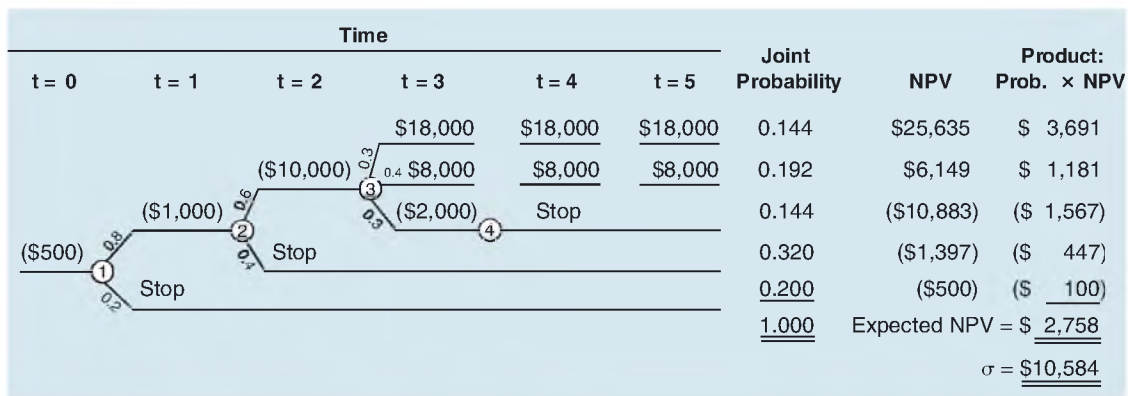 Time
Joint Probability
NPV
Product: Prob. × NPV
t = 0 t = 1 t = 2 t = 3 t = 4 t = 5
$18,000 $18,000 $18,000 0.144 $25,635 $ 3,691
0.3
($10,000) 3 0.4 $8,000 $8,000 $8,000 0.192 $6,149 $ 1,181
0.6
0.3
($1,000) 2 ($2,000) 4 Stop 0.144 ($10,883) ($ 1,567)
0.8
0.4
($500) 1 Stop 0.320 ($1,397) ($ 447)
0.2
Stop 0.200 ($500) ($ 100)
1.000 Expected NPV = $ 2,758
σ = $10,584